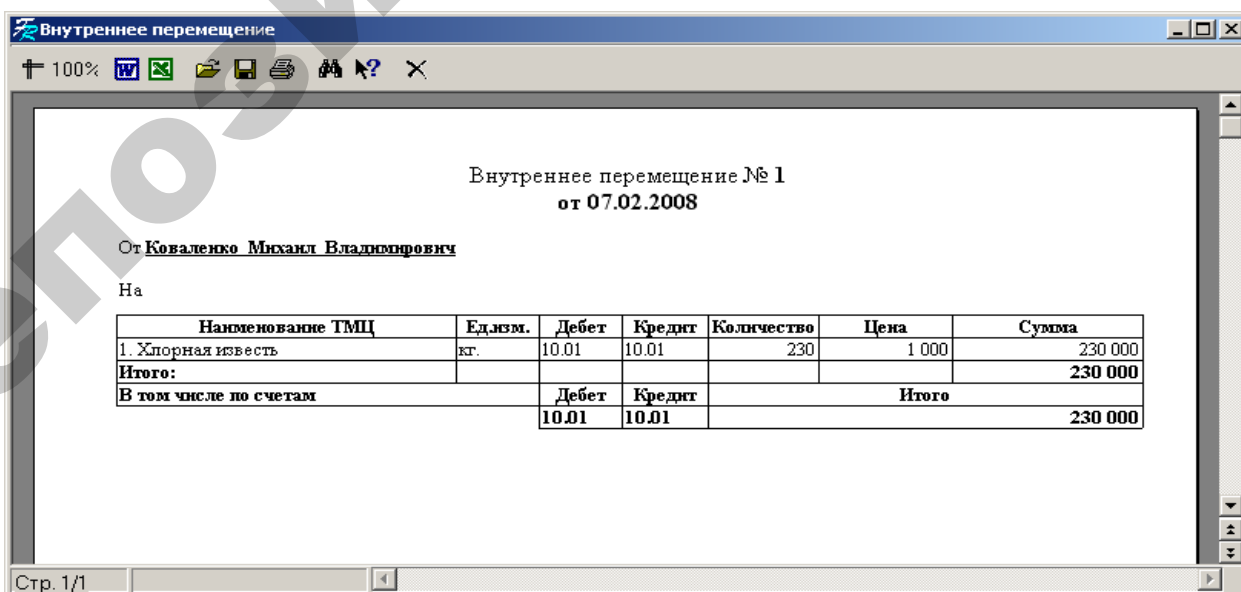 Внутреннее перемещение
100%
Внутреннее перемещение № 1
от 07.02.2008
От Коваленко Михаил Владимирович
На
Наименование ТМЦ Ед.изм. Дебет Кредит Количество Цена Сумма
1. Хлорная известь кг. 10.01 10.01 230 1 000 230 000
Итого: 230 000
В том числе по счетам Дебет Кредит Итого
10.01 10.01 230 000
Стр. 1/1